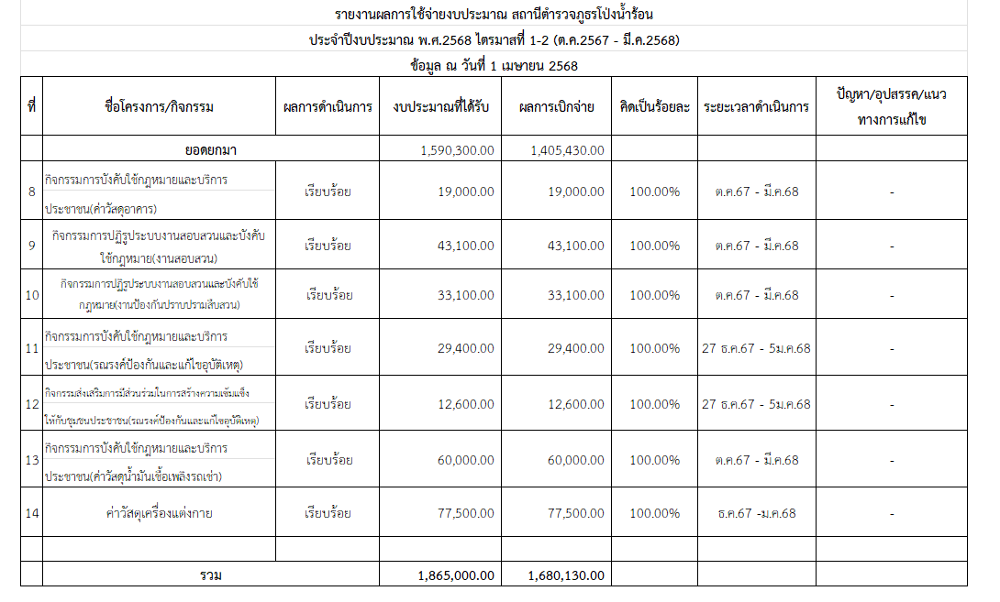 รายงานผลการใช้จ่ายงบประมาณ สถานีตำรวจภูธรโป่งน้ำร้อน
ประจำปีงบประมาณ พ.ศ.2568 ไตรมาสที่ 1-2 (ต.ค.2567 - มี.ค.2568)
ข้อมูล ณ วันที่ 1 เมษายน 2568
ที่ ชื่อโครงการ/กิจกรรม ผลการดำเนินการ งบประมาณที่ได้รับ ผลการเบิกจ่าย คิดเป็นร้อยละ ระยะเวลาดำเนินการ ปัญหา/อุปสรรค/แนว
ทางการแก้ไข
ยอดยกมา 1,590,300.00 1,405,430.00
กิจกรรมการบังคับใช้กฎหมายและบริการ
8 เรียบร้อย 19,000.00 19,000.00 100.00% ต.ค.67 - มี.ค.68 -
ประชาชน(ค่าวัสดุอาคาร)
กิจกรรมการปฏิรูประบบงานสอบสวนและบังคับ
9 เรียบร้อย 43,100.00 43,100.00 100.00% ต.ค.67 - มี.ค.68 -
ใช้กฎหมาย(งานสอบสวน)
กิจกรรมการปฏิรูประบบงานสอบสวนและบังคับใช้
10 เรียบร้อย 33,100.00 33,100.00 100.00% ต.ค.67 - มี.ค.68 -
กฎหมาย(งานป้องกันปราบปรามสืบสวน)
กิจกรรมการบังคับใช้กฎหมายและบริการ
11 เรียบร้อย 29,400.00 29,400.00 100.00% 27 ธ.ค.67 - 5ม.ค.68 -
ประชาชน(รณรงค์ป้องกันและแก้ไขอุบัติเหตุ)
กิจกรรมส่งเสริมการมีส่วนร่วมในการสร้างความเข้มแข็ง
12 เรียบร้อย 12,600.00 12,600.00 100.00% 27 ธ.ค.67 - 5ม.ค.68 -
ให้กับชุมชนประชาชน(รณรงค์ป้องกันและแก้ไขอุบัติเหตุ)
กิจกรรมการบังคับใช้กฎหมายและบริการ
13 เรียบร้อย 60,000.00 60,000.00 100.00% ต.ค.67 - มี.ค.68 -
ประชาชน(ค่าวัสดุน้ำมันเชื้อเพลิงรถเช่า)
14 ค่าวัสดุเครื่องแต่งกาย เรียบร้อย 77,500.00 77,500.00 100.00% ธ.ค.67 -ม.ค.68 -
รวม 1,865,000.00 1,680,130.00